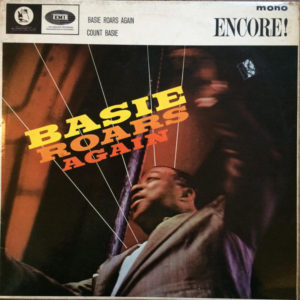 mono
EMI
BASIE ROARS AGAIN
COUNT BASIE
ENCORE!
BASIE
ROARS
AGAIN